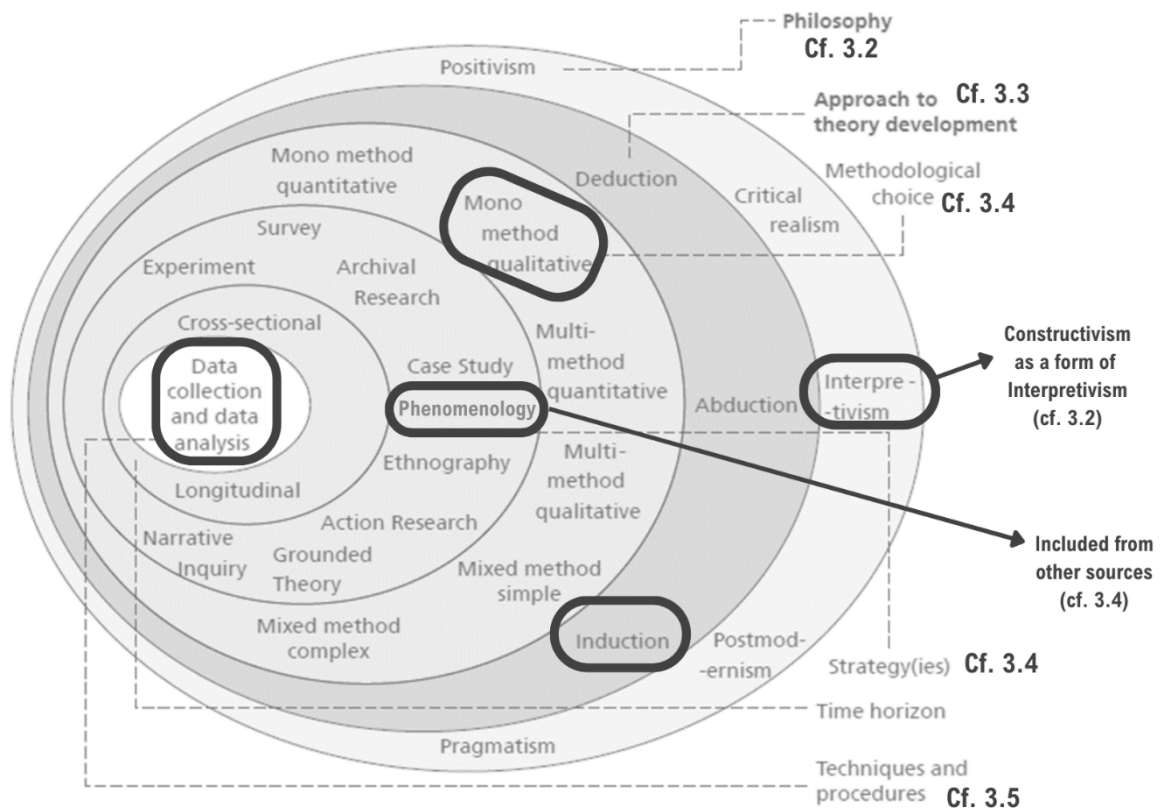 Philosophy
Cf. 3.2
Positivism
Approach to
theory development
Cf. 3.3
Mono method
quantitative
Deduction
Methodological
choice
Cf. 3.4
Mono
method
qualitative
Critical
realism
Survey
Experiment
Archival
Research
Cross-sectional
Multi-
method
quantitative
Constructivism
as a form of
Interpretivism
(cf. 3.2)
Data
collection
and data
analysis
Case Study
Phenomenology
Abduction
Interpre -
-tivism
Ethnography
Multi-
method
qualitative
Longitudinal
Action Research
Narrative
Inquiry
Grounded
Theory
Included from
other sources
(cf. 3.4)
Mixed method
simple
Mixed method
complex
Induction
Postmod-
-ernism
Strategy(ies)
Cf. 3.4
Time horizon
Pragmatism
Techniques and
procedures
Cf. 3.5